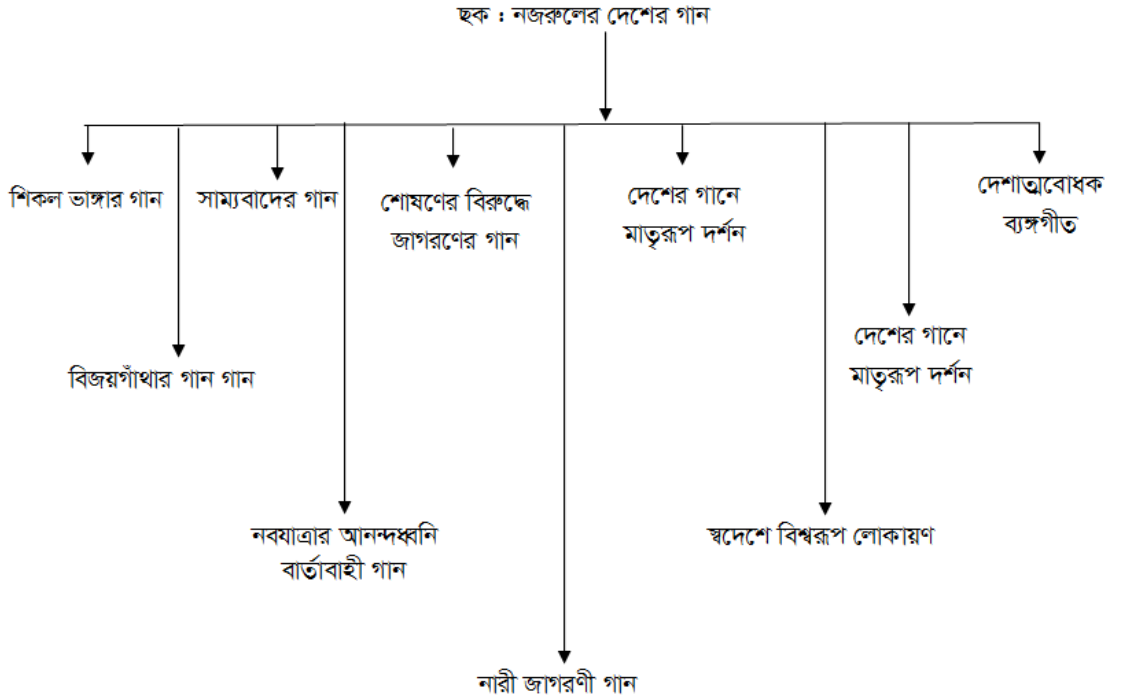 ছক : নজরুলের দেশের গান
শিকল ভাঙ্গার গান
সাম্যবাদের গান
শোষণের বিরুদ্ধে
জাগরণের গান
দেশের গানে
মাতৃরূপ দর্শন
দেশাত্মবোধক
ব্যঙ্গগীত
বিজয়গাঁথার গান গান
দেশের গানে
মাতৃরূপ দর্শন
নবযাত্রার আনন্দধ্বনি
বার্তাবাহী গান
স্বদেশে বিশ্বরূপ লোকায়ণ
নারী জাগরণী গান